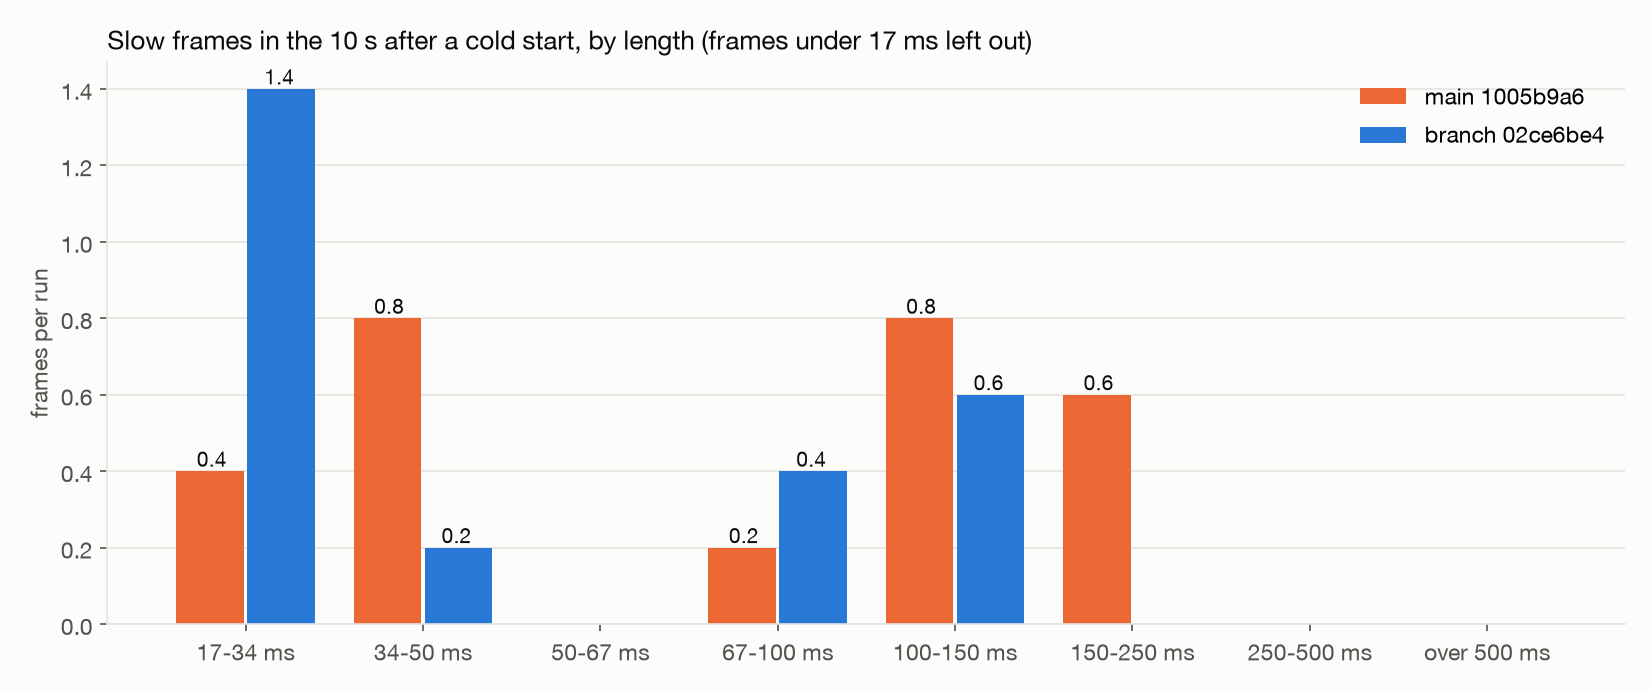 Slow frames in the 10 s after a cold start, by length (frames under 17 ms left out)
main 1005b9a6
branch 02ce6be4
frames per run
1.4
1.2
1.0
0.8
0.6
0.4
0.2
0.0
0.4
1.4
0.8
0.2
0.2
0.4
0.8
0.6
0.6
17-34 ms
34-50 ms
50-67 ms
67-100 ms
100-150 ms
150-250 ms
250-500 ms
over 500 ms